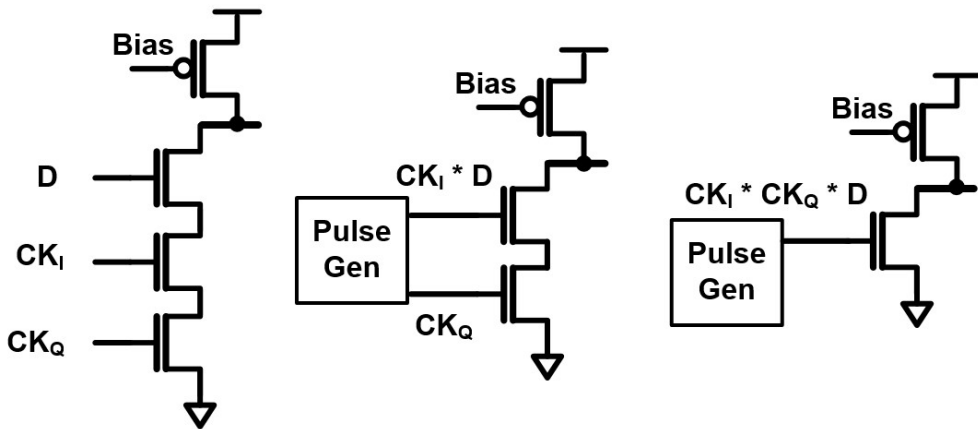 Bias
D
CK_I
CK_Q
Bias
CK_I * D
Pulse
Gen
CK_Q
Bias
CK_I * CK_Q * D
Pulse
Gen